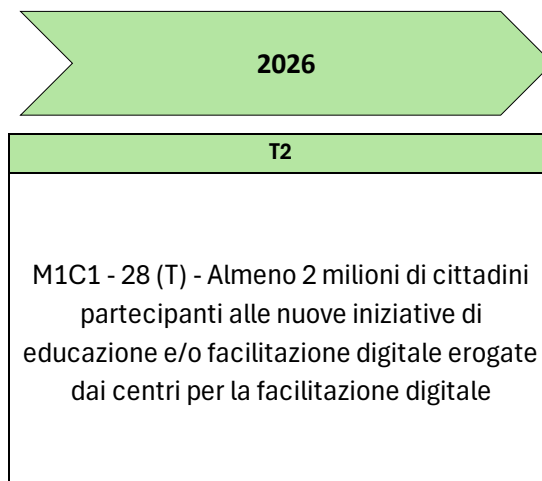 2026
T2
M1C1 - 28 (T) - Almeno 2 milioni di cittadini
partecipanti alle nuove iniziative di
educazione e/o facilitazione digitale erogate
dai centri per la facilitazione digitale